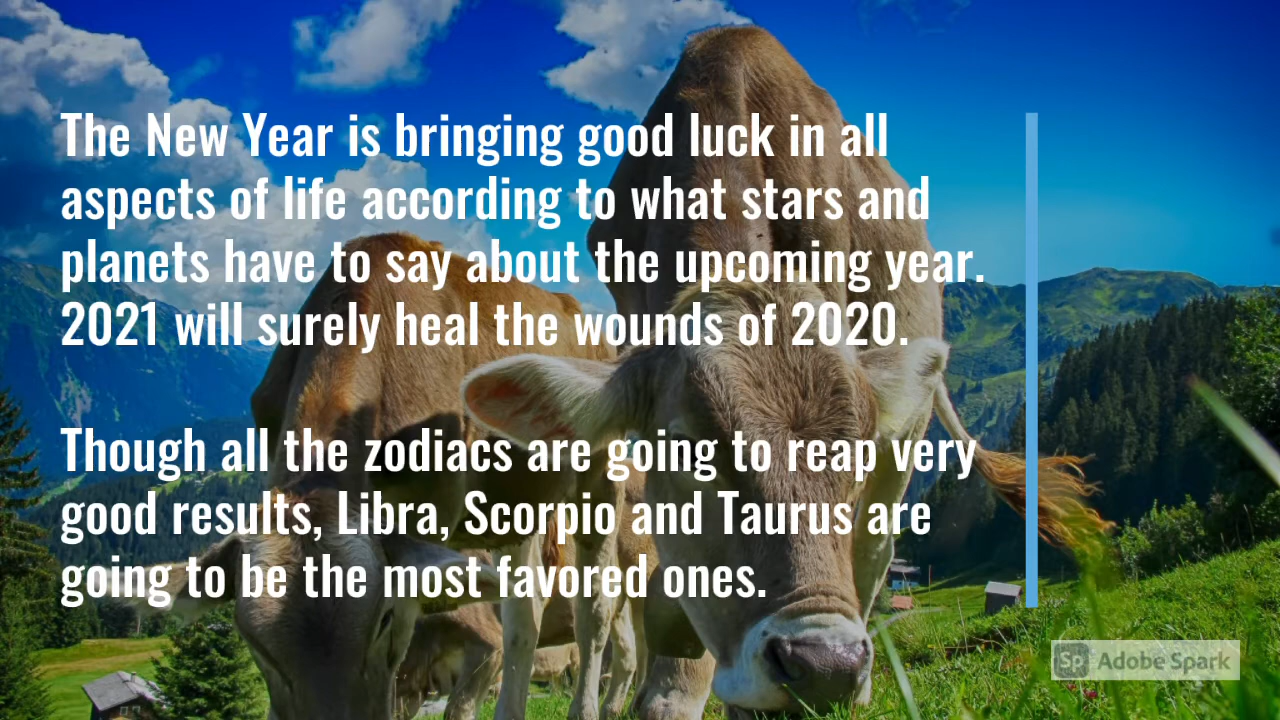 The New Year is bringing good luck in all
aspects of life according to what stars and
planets have to say about the upcoming year.
2021 will surely heal the wounds of 2020.
Though all the zodiacs are going to reap very
good results, Libra, Scorpio and Taurus are
going to be the most favored ones.
Sp Adobe Spark